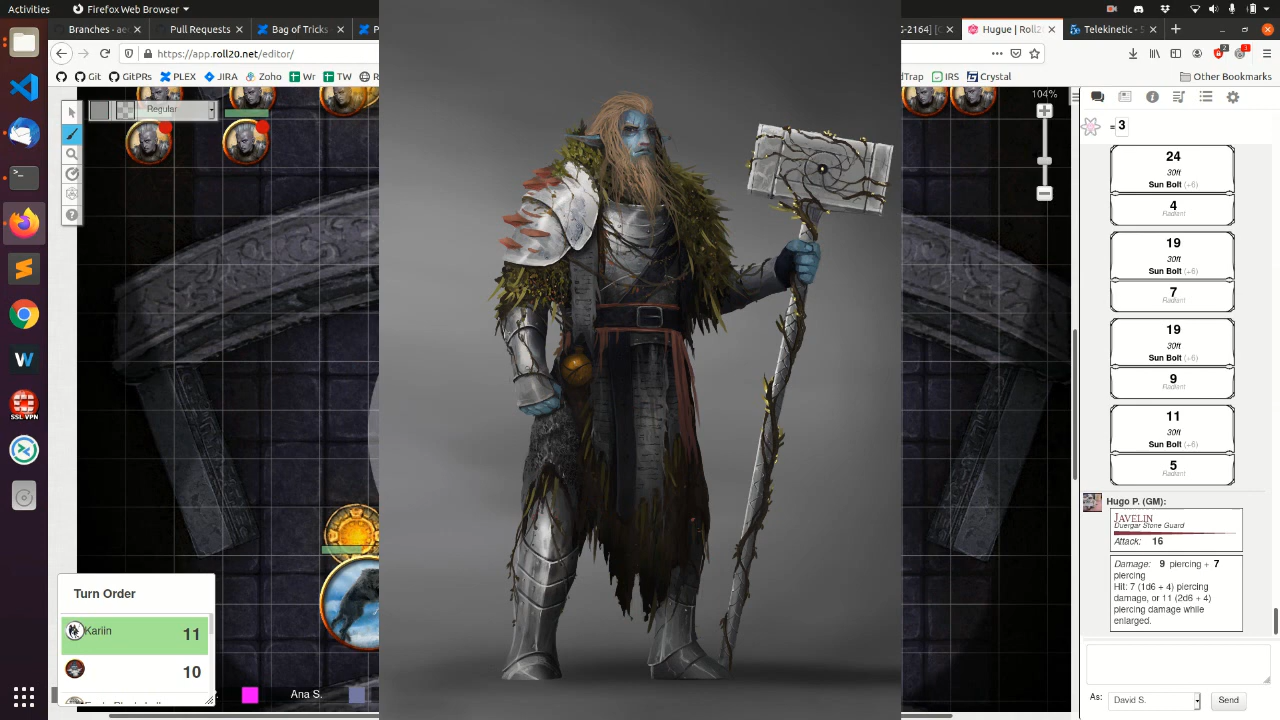 Activities
Firefox Web Browser
Branches - ae
Pull Requests
Bag of Tricks
G-2164] [C
Hugue | Roll2
Telekinetic - S
https://app.roll20.net/editor/
Git
GitPRs
PLEX
JIRA
Zoho
Wr
TW
IRS
Crystal
Other Bookmarks
Regular
104%
=3
24
30ft
Sun Bolt (+6)
4
Radiant
19
30ft
Sun Bolt (+6)
7
Radiant
19
30ft
Sun Bolt (+6)
9
Radiant
11
30ft
Sun Bolt (+6)
5
Radiant
Hugo P. (GM):
JAVELIN
Duergar Stone Guard
Attack: 16
Damage: 9 piercing + 7
piercing
Hit: 7 (1d6 + 4) piercing
damage, or 11 (2d6 + 4)
piercing damage while
enlarged.
SSL VPN
Turn Order
Kariin 11
10
Ana S.
As: David S. Send